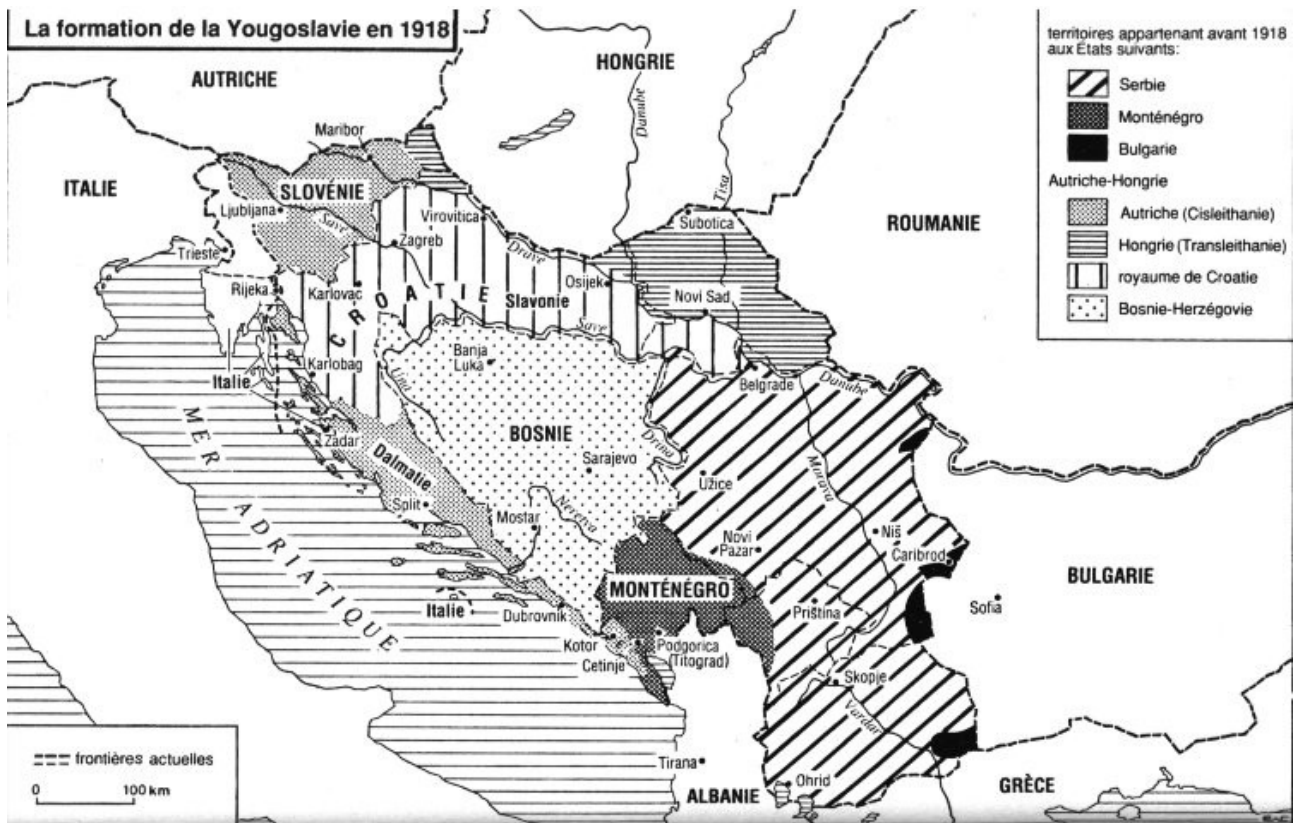 La formation de la Yougoslavie en 1918
territoires appartenant avant 1918
aux États suivants:
Serbie
Monténégro
Bulgarie
Autriche-Hongrie
Autriche (Cisleithanie)
Hongrie (Transleithanie)
royaume de Croatie
Bosnie-Herzégovie
AUTRICHE
HONGRIE
Danube
Maribor
ITALIE
SLOVÉNIE
Tisa
ROUMANIE
Ljubljana
Save
Virovitica
Subotica
Trieste
Zagreb
Drave
Rijeka
Karlovac
CROATIE
Slavonie
Osijek
Novi Sad
Save
Karlobag
Banja
Luka
Belgrade
Danube
Italie
Una
MER ADRIATIQUE
Zadar
BOSNIE
Drina
Dalmatie
Sarajevo
Morava
Užice
Split
Mostar
Neretva
Novi
Pazar
Niš
Caribrod
BULGARIE
MONTÉNÉGRO
Sofia
Italie
Dubrovnik
Priština
Kotor
Cetinje
Podgorica
(Titograd)
Skopje
Vardar
frontières actuelles
0 100 km
Tirana
Ohrid
ALBANIE
GRÈCE